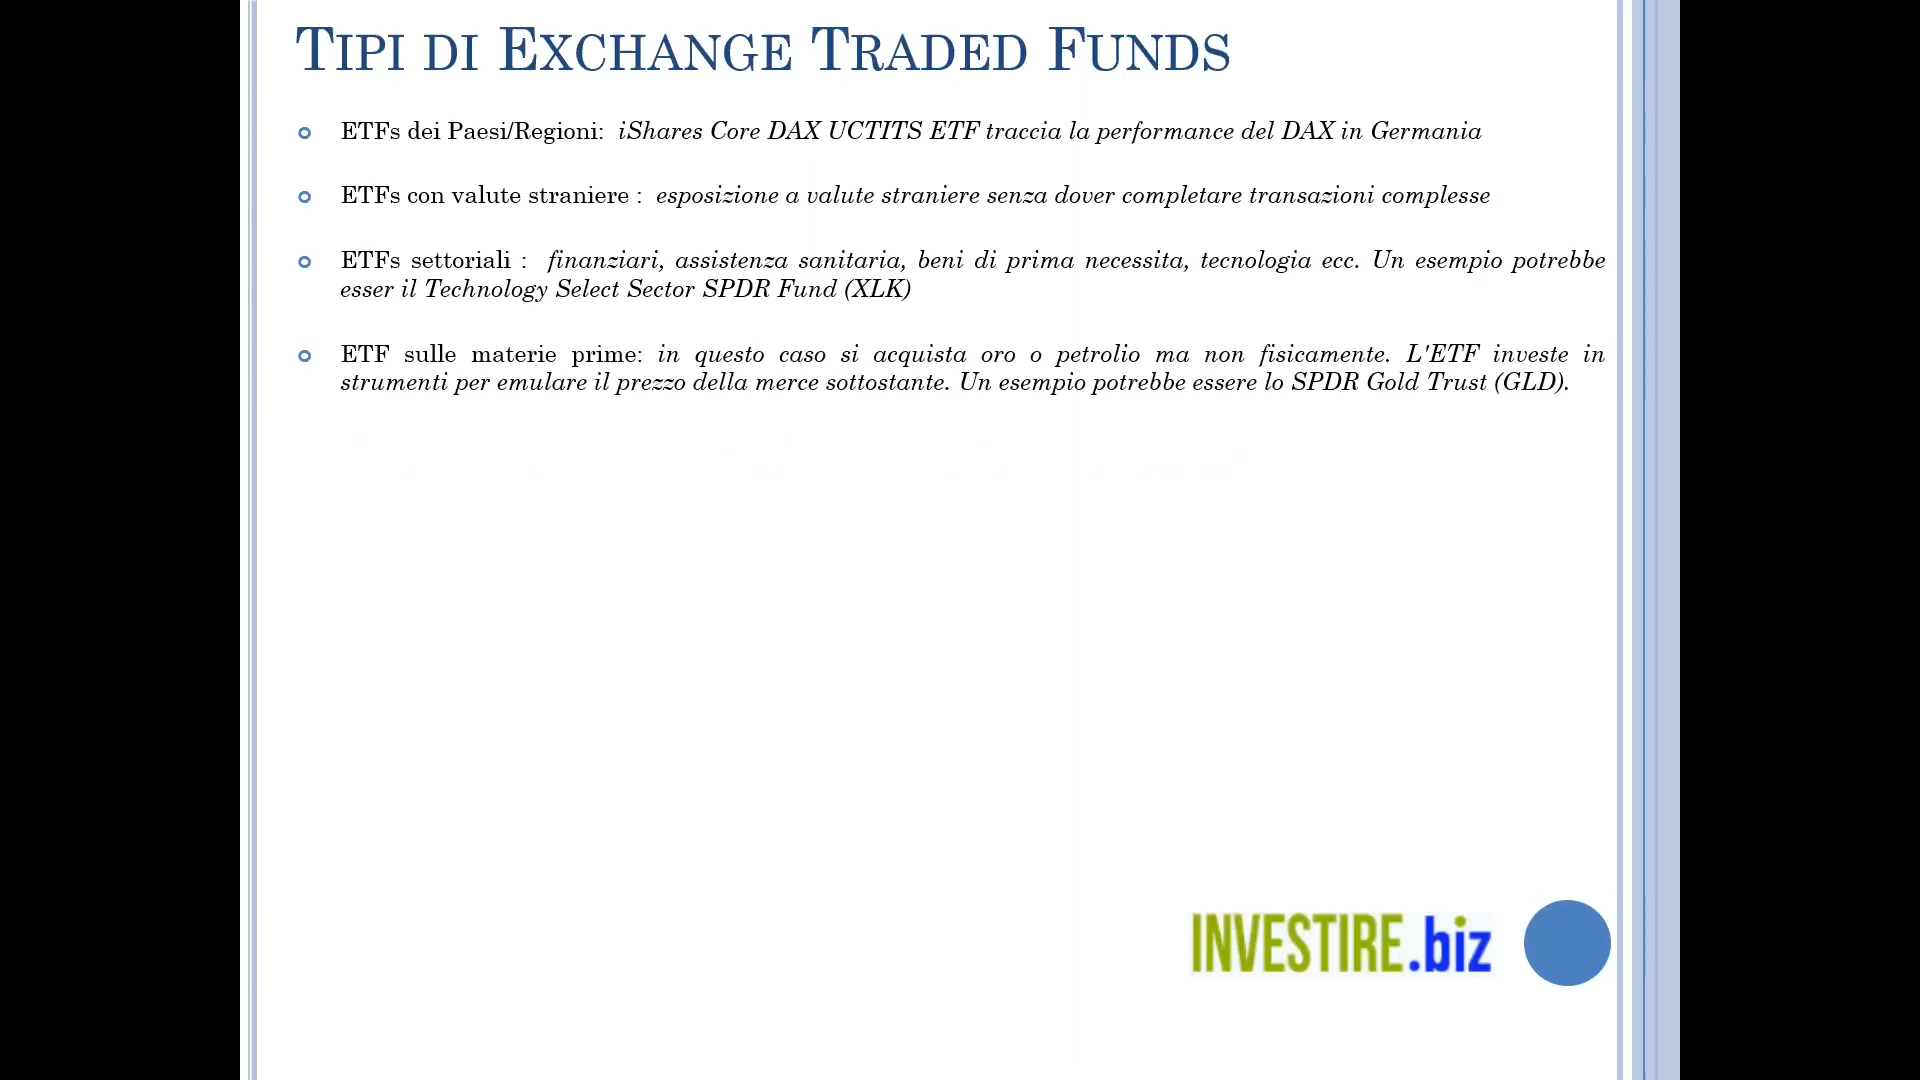 TIPI DI EXCHANGE TRADED FUNDS
ETFs dei Paesi/Regioni: iShares Core DAX UCTITS ETF traccia la performance del DAX in Germania
ETFs con valute straniere : esposizione a valute straniere senza dover completare transazioni complesse
ETFs settoriali : finanziari, assistenza sanitaria, beni di prima necessita, tecnologia ecc. Un esempio potrebbe
esser il Technology Select Sector SPDR Fund (XLK)
ETF sulle materie prime: in questo caso si acquista oro o petrolio ma non fisicamente. L'ETF investe in
strumenti per emulare il prezzo della merce sottostante. Un esempio potrebbe essere lo SPDR Gold Trust (GLD).
INVESTIRE.biz